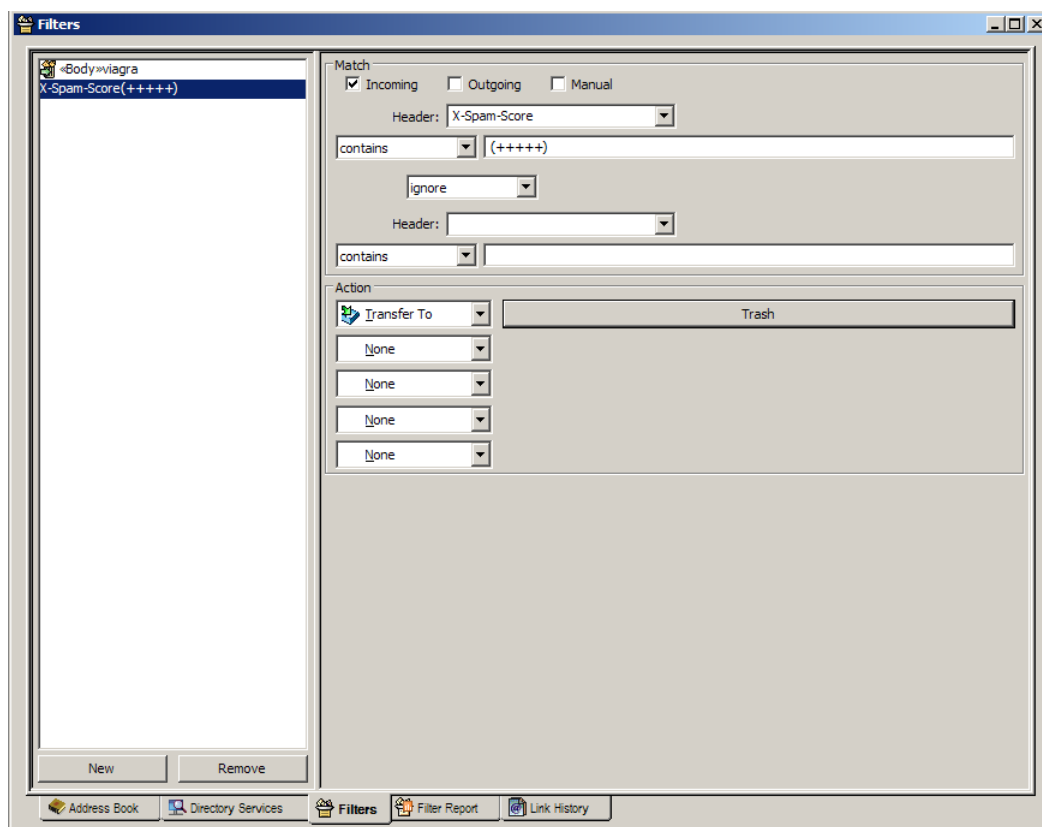 Filters
«Body»viagra
X-Spam-Score(+++++)
New Remove
Match
Incoming Outgoing Manual
Header: X-Spam-Score
contains (+++++)
ignore
Header:
contains
Action
Transfer To Trash
None
None
None
None
Address Book Directory Services Filters Filter Report Link History